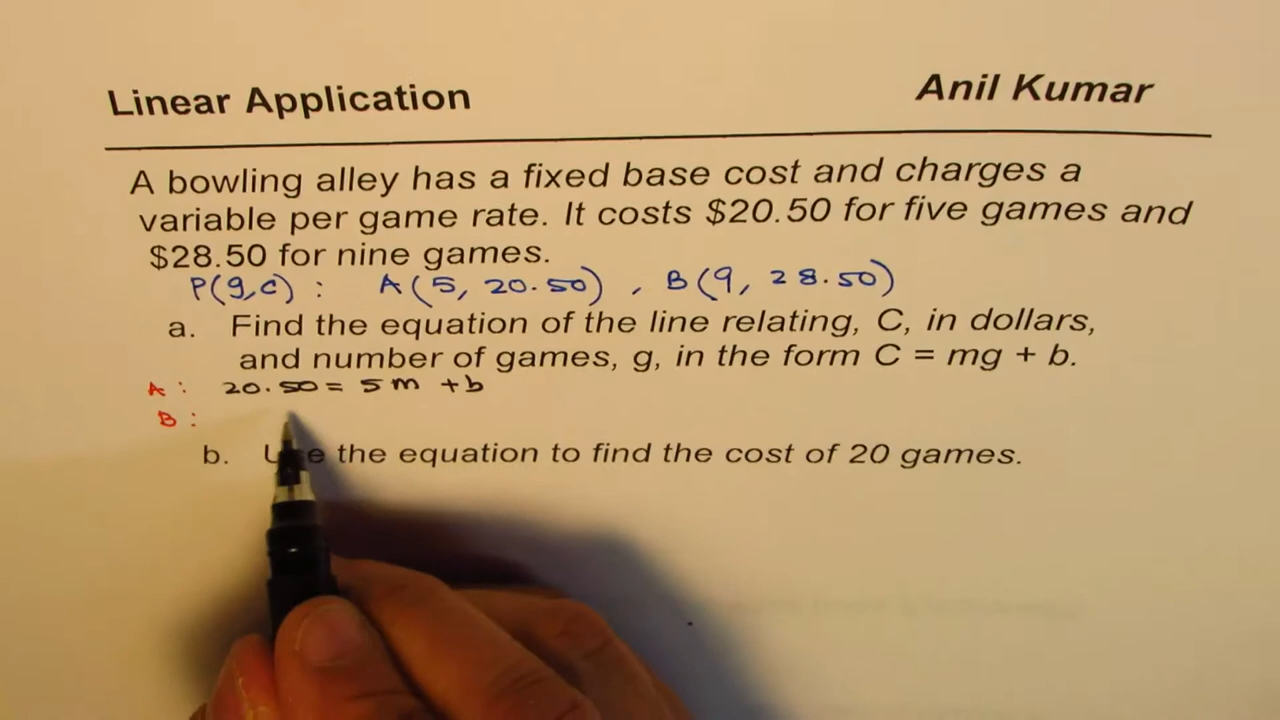 Linear Application Anil Kumar
A bowling alley has a fixed base cost and charges a
variable per game rate. It costs $20.50 for five games and
$28.50 for nine games.
P(g,c) : A(5, 20.50) , B(9, 28.50)
a. Find the equation of the line relating, C, in dollars,
and number of games, g, in the form C = mg + b.
A : 20.50 = 5m + b
B :
b. Use the equation to find the cost of 20 games.